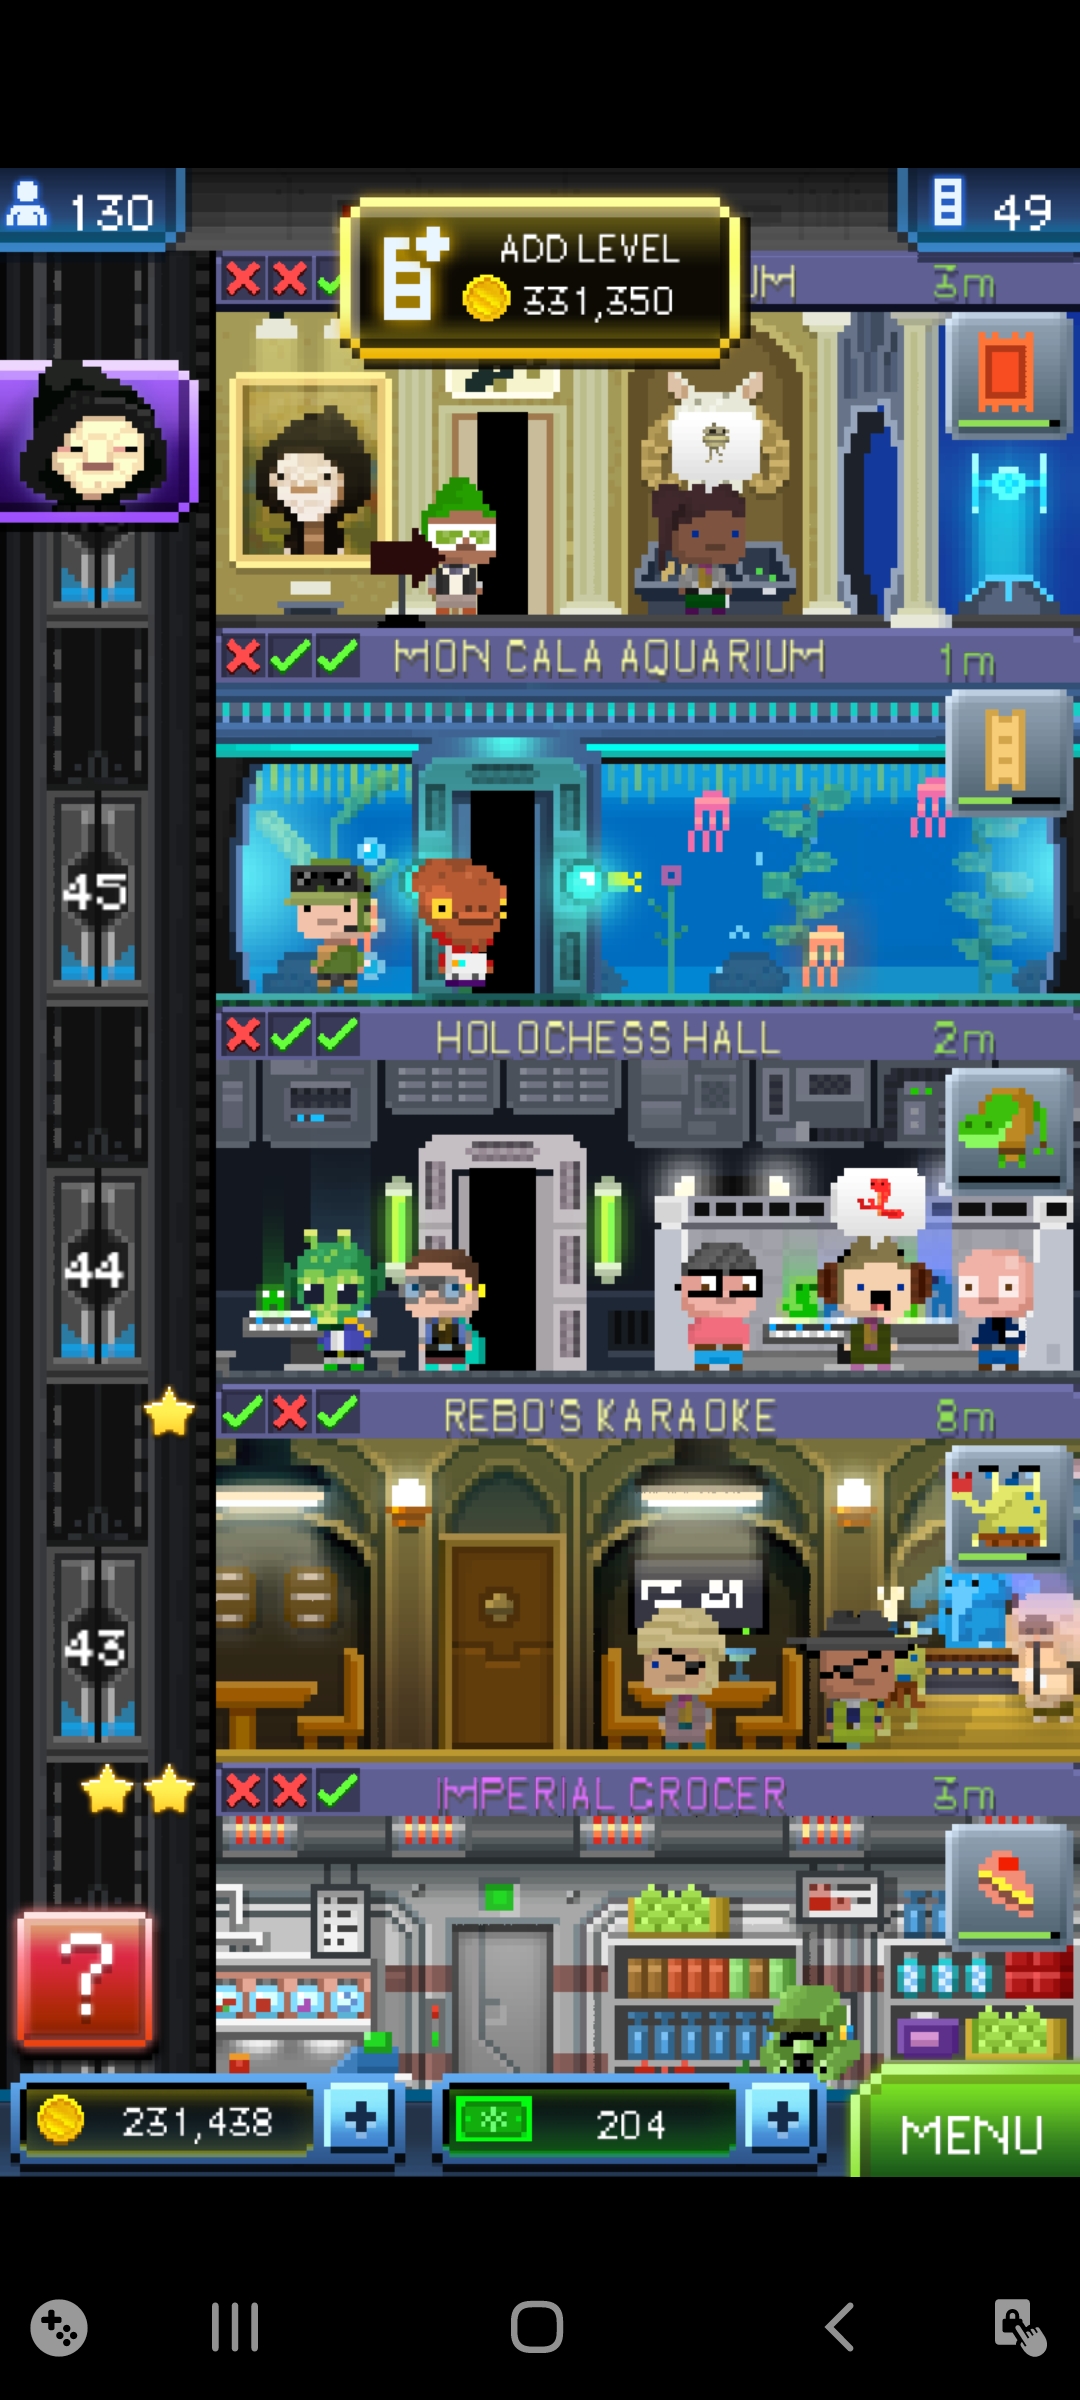 130
49
ADD LEVEL
331,350
UM
3m
MON CALA AQUARIUM
1m
45
HOLOCHESS HALL
2m
44
REBO'S KARAOKE
8m
43
IMPERIAL GROCER
3m
?
231,438
+
204
+
MENU